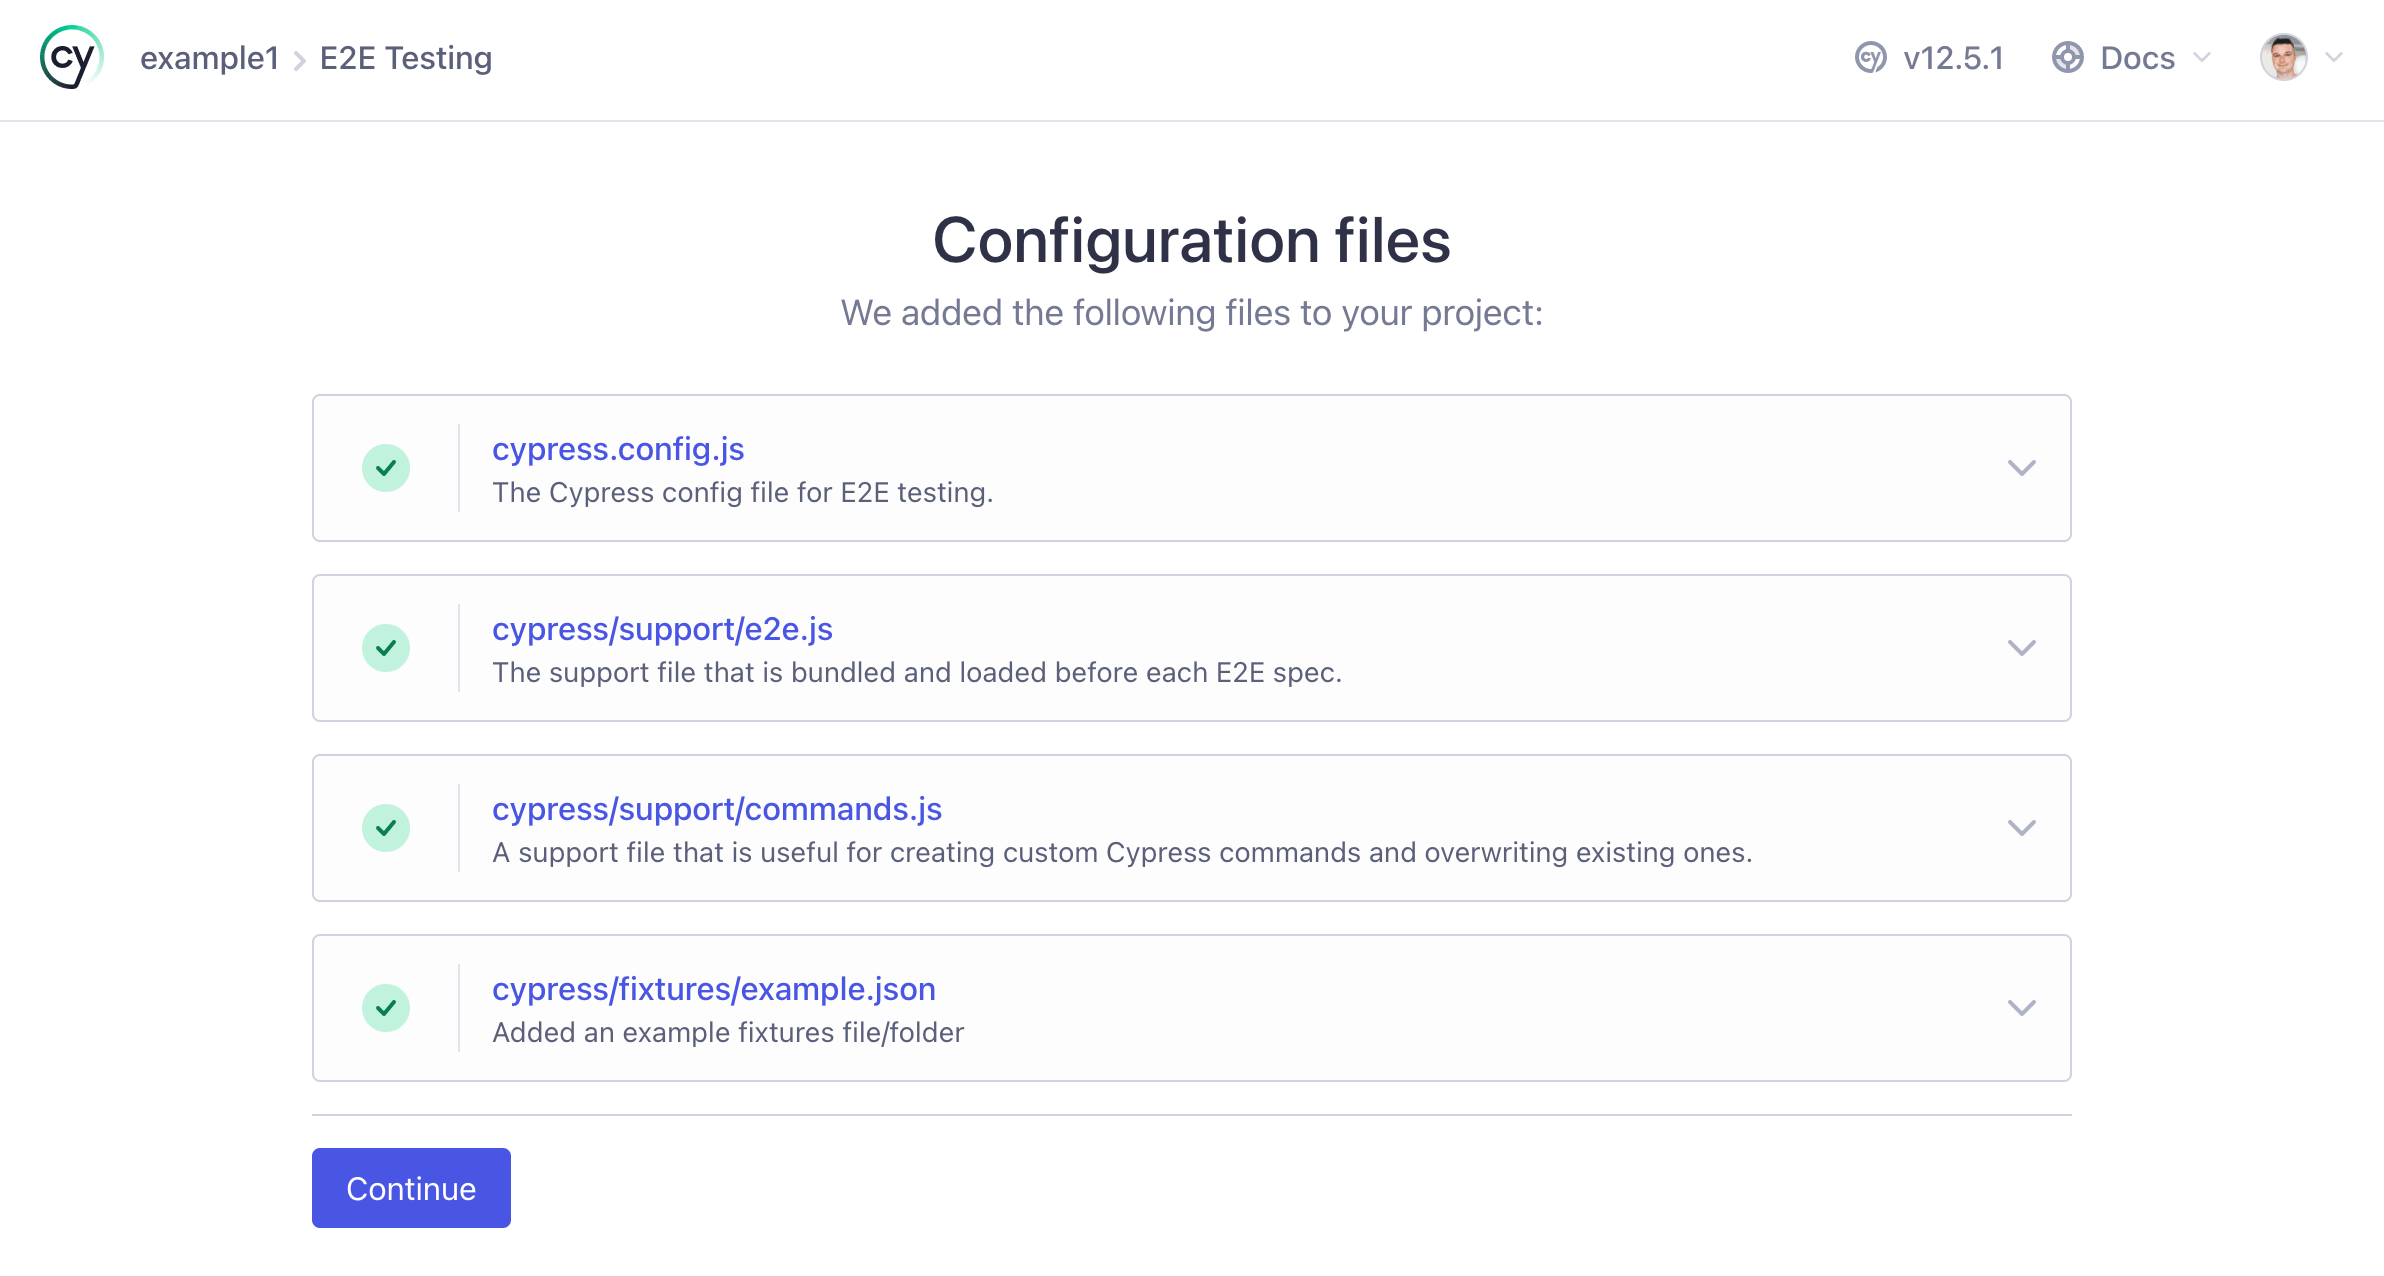 cy example1 E2E Testing cy v12.5.1 Docs
Configuration files
We added the following files to your project:
cypress.config.js
The Cypress config file for E2E testing.
cypress/support/e2e.js
The support file that is bundled and loaded before each E2E spec.
cypress/support/commands.js
A support file that is useful for creating custom Cypress commands and overwriting existing ones.
cypress/fixtures/example.json
Added an example fixtures file/folder
Continue